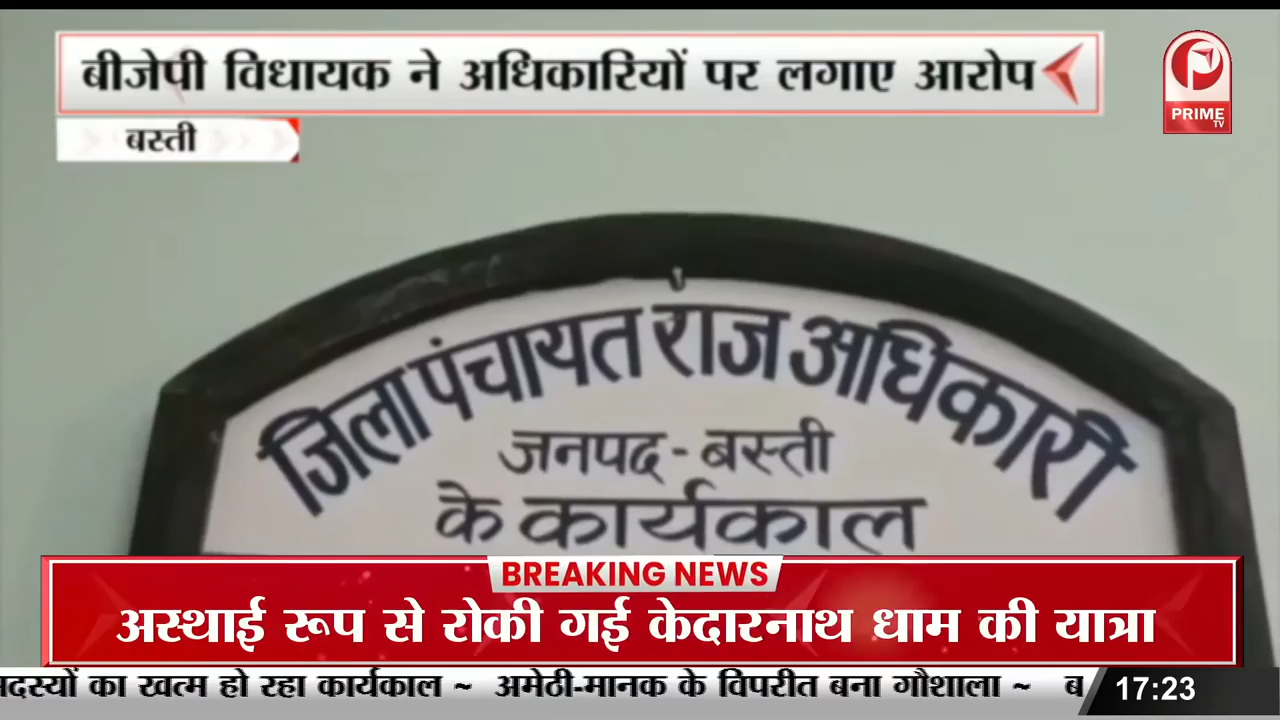 बीजेपी विधायक ने अधिकारियों पर लगाए आरोप
PRIME
TV
बस्ती
जिला पंचायत राज अधिकारी
जनपद - बस्ती
के कार्यकाल
BREAKING NEWS
अस्थाई रूप से रोकी गई केदारनाथ धाम की यात्रा
का खत्म हो रहा कार्यकाल ~ अमेठी-मानक के विपरीत बना गौशाला ~
17:23